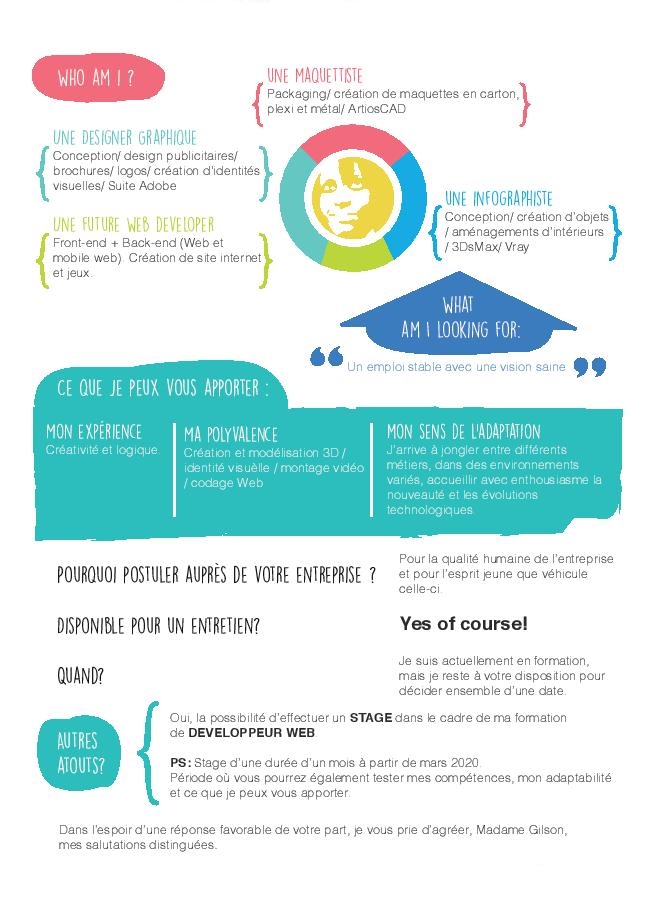 WHO AM I ?
UNE MAQUETTISTE
Packaging/ création de maquettes en carton,
plexi et métal/ ArtiosCAD
UNE DESIGNER GRAPHIQUE
Conception/ design publicitaires/
brochures/ logos/ création d'identités
visuelles/ Suite Adobe
UNE INFOGRAPHISTE
Conception/ création d'objets
/ aménagements d'intérieurs
/ 3DsMax/ Vray
UNE FUTURE WEB DEVELOPER
Front-end + Back-end (Web et
mobile web). Création de site internet
et jeux.
WHAT
AM I LOOKING FOR:
“ Un emploi stable avec une vision saine ”
CE QUE JE PEUX VOUS APPORTER :
MON EXPÉRIENCE
Créativité et logique.
MA POLYVALENCE
Création et modélisation 3D /
identité visuelle / montage vidéo
/ codage Web
MON SENS DE L'ADAPTATION
J'arrive à jongler entre différents
métiers, dans des environnements
variés, accueillir avec enthousiasme la
nouveauté et les évolutions
technologiques.
POURQUOI POSTULER AUPRÈS DE VOTRE ENTREPRISE ?
Pour la qualité humaine de l'entreprise
et pour l'esprit jeune que véhicule
celle-ci.
DISPONIBLE POUR UN ENTRETIEN?
Yes of course!
QUAND?
Je suis actuellement en formation,
mais je reste à votre disposition pour
décider ensemble d'une date.
AUTRES
ATOUTS?
Oui, la possibilité d'effectuer un STAGE dans le cadre de ma formation
de DEVELOPPEUR WEB.
PS: Stage d'une durée d'un mois à partir de mars 2020.
Période où vous pourrez également tester mes compétences, mon adaptabilité
et ce que je peux vous apporter.
Dans l'espoir d'une réponse favorable de votre part, je vous prie d'agréer, Madame Gilson,
mes salutations distinguées.